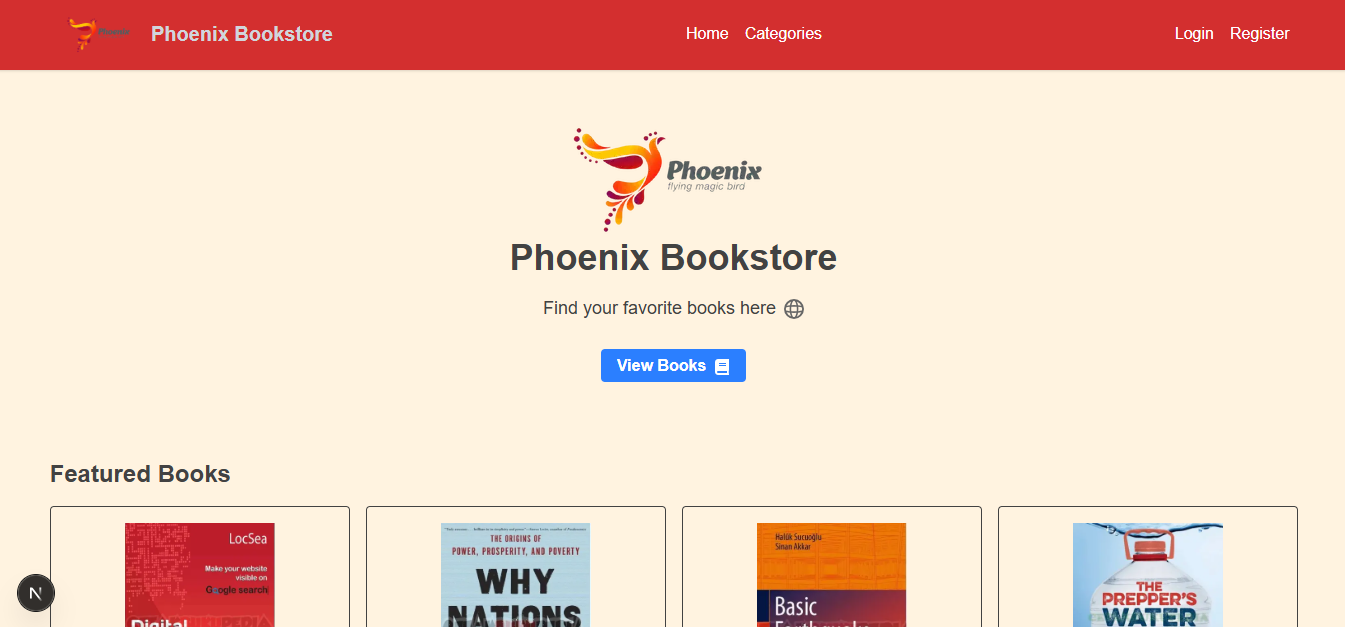 Phoenix
Phoenix Bookstore
Home
Categories
Login
Register
Phoenix
flying magic bird
Phoenix Bookstore
Find your favorite books here
View Books
Featured Books
LocSea
Make your website
visible on
Google search
Digital
THE ORIGINS OF
POWER, PROSPERITY, AND POVERTY
WHY
NATIONS
Halûk Sucuoğlu
Sinan Akkar
Basic
Earthquake
THE
PREPPER'S
WATER
N